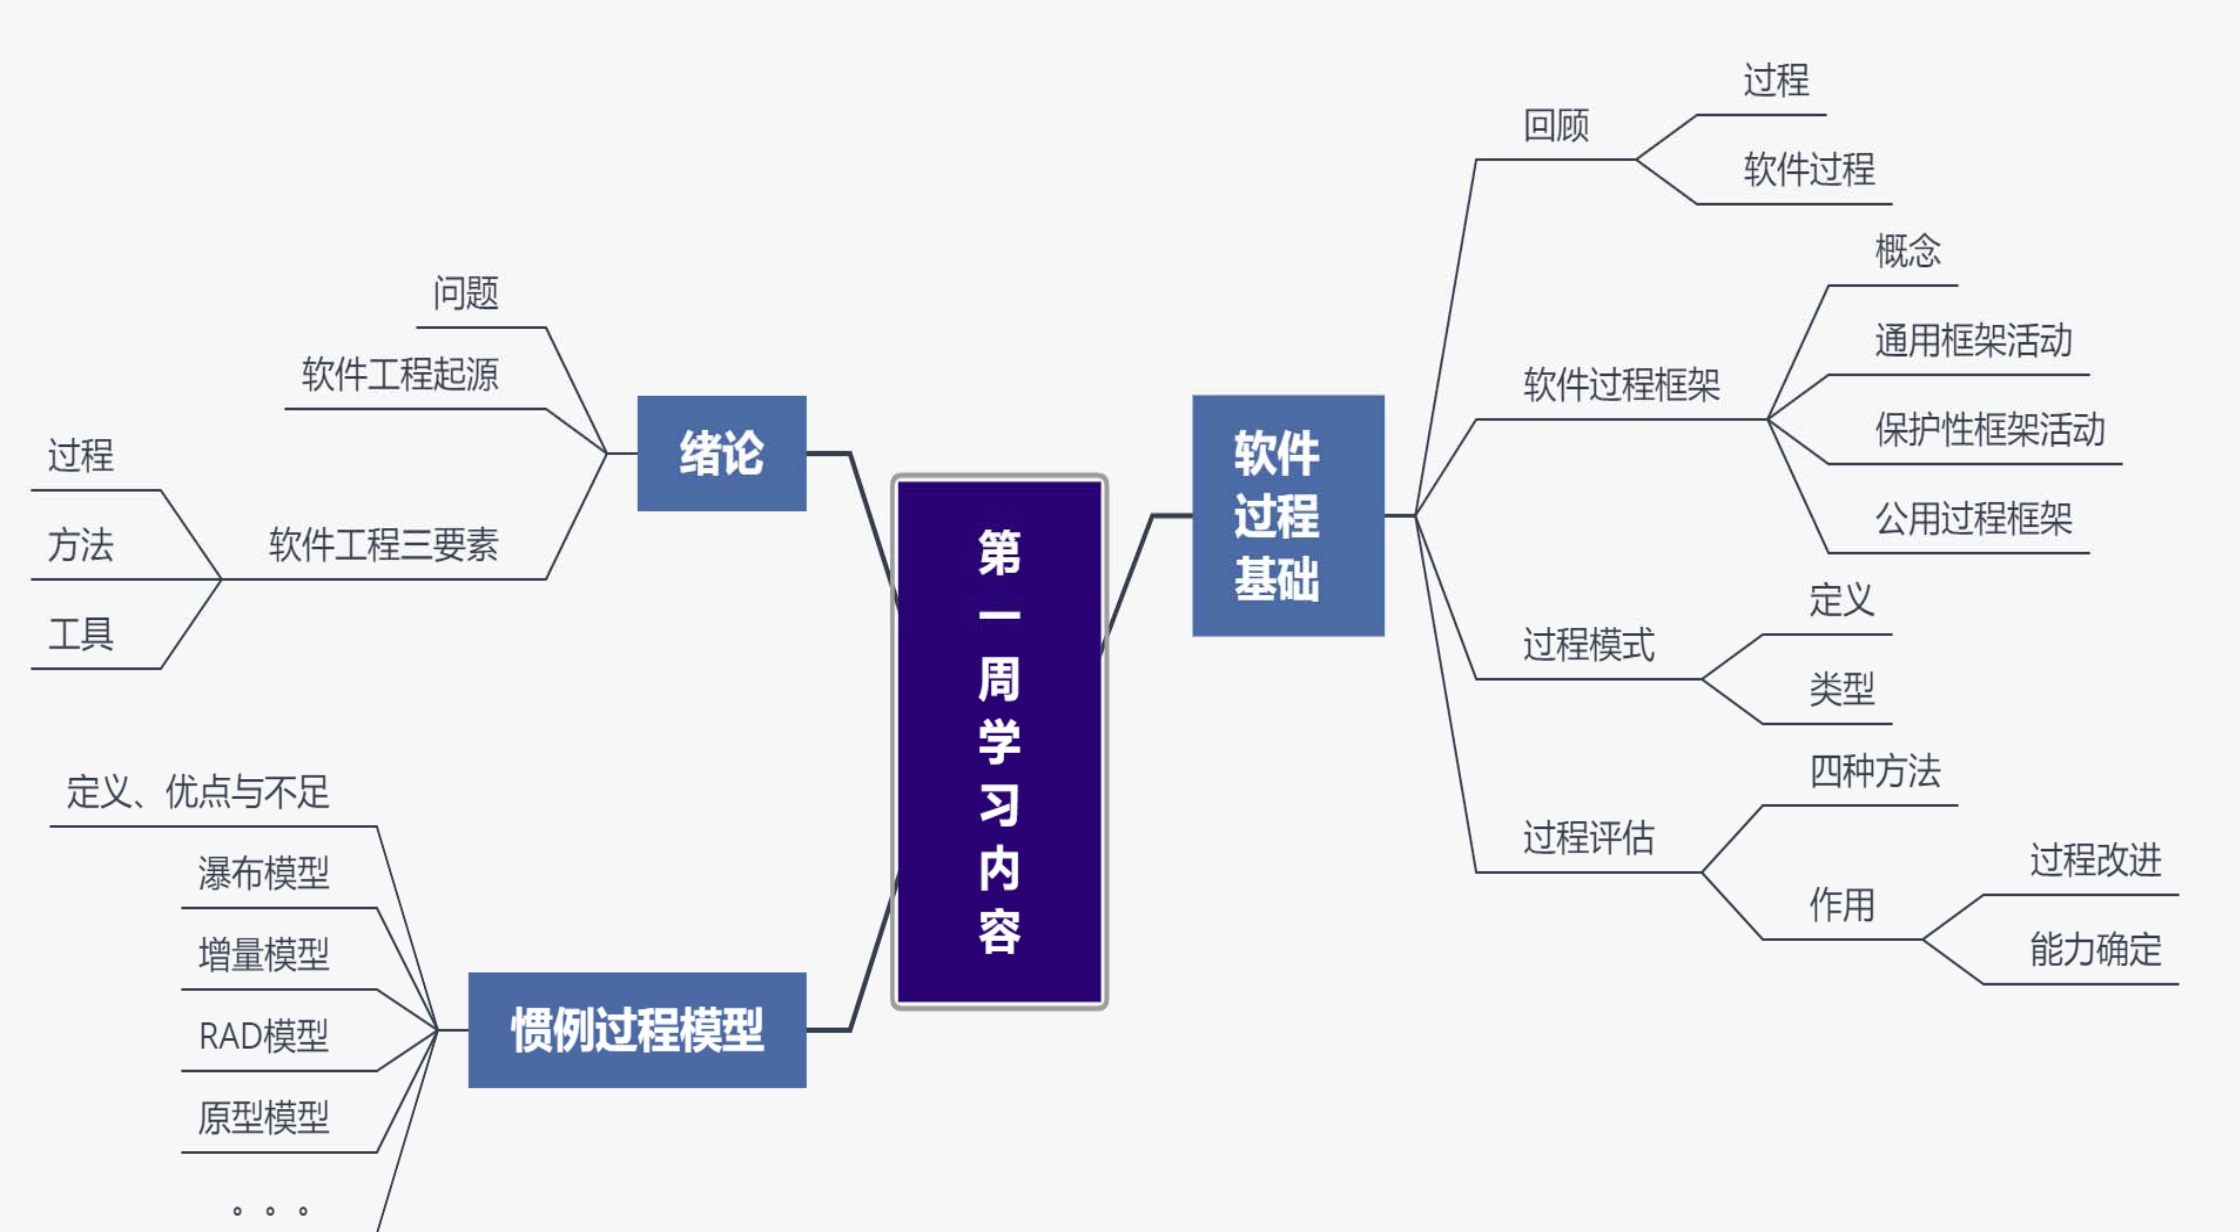 第一周学习内容
绪论
问题
软件工程起源
软件工程三要素
过程
方法
工具
惯例过程模型
定义、优点与不足
瀑布模型
增量模型
RAD模型
原型模型
。。。
软件
过程
基础
回顾
过程
软件过程
软件过程框架
概念
通用框架活动
保护性框架活动
公用过程框架
过程模式
定义
类型
过程评估
四种方法
作用
过程改进
能力确定